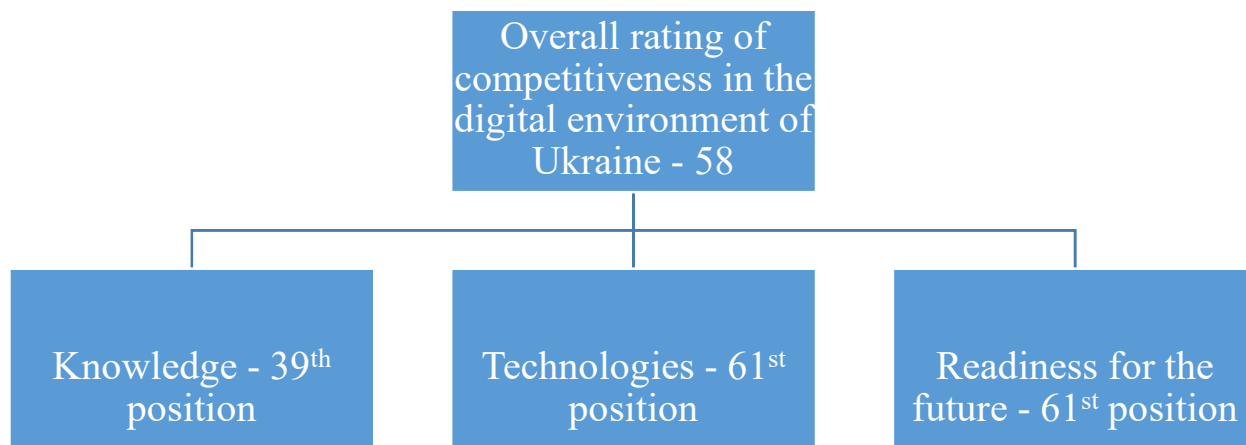 Overall rating of
competitiveness in the
digital environment of
Ukraine - 58
Knowledge - 39th
position
Technologies - 61st
position
Readiness for the
future - 61st position